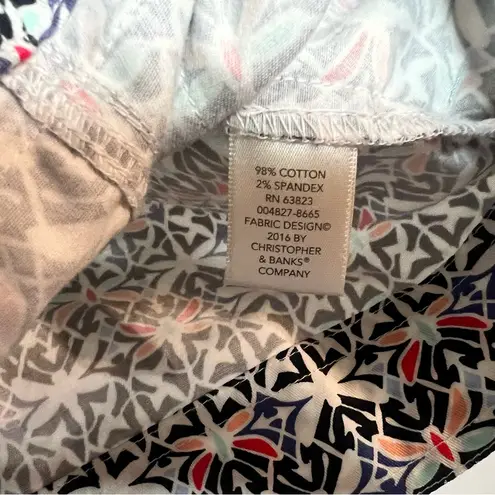 98% COTTON
2% SPANDEX
RN 63823
004827-8665
FABRIC DESIGN©
2016 BY
CHRISTOPHER
& BANKS®
COMPANY